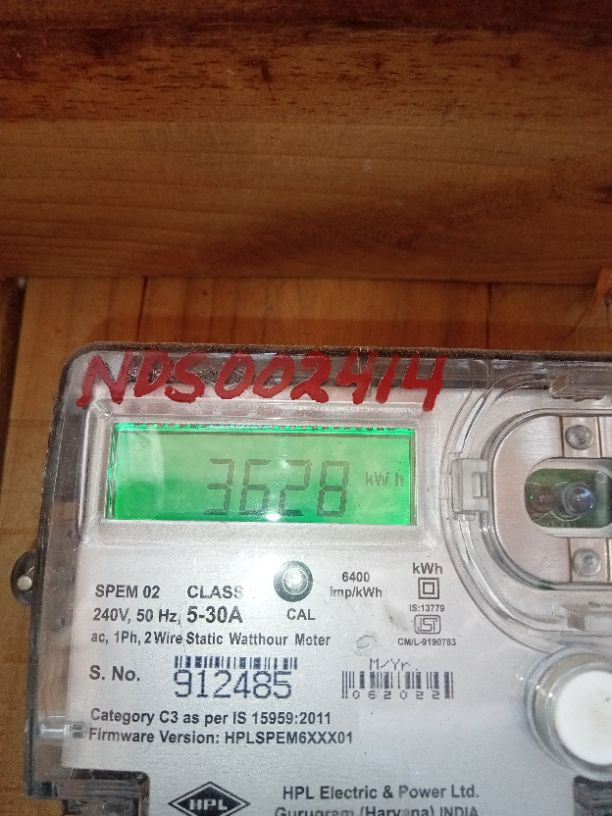 NDS002414
3628 kWh
SPEM 02 CLASS
6400 imp/kWh
kWh
240V, 50 Hz, 5-30A
CAL
IS:13779
ac, 1Ph, 2 Wire Static Watthour Meter
CM/L-9190783
S. No. 912485
M/Yr.
062022
Category C3 as per IS 15959:2011
Firmware Version: HPLSPEM6XXX01
HPL
HPL Electric & Power Ltd.
Gurugram (Haryana) INDIA